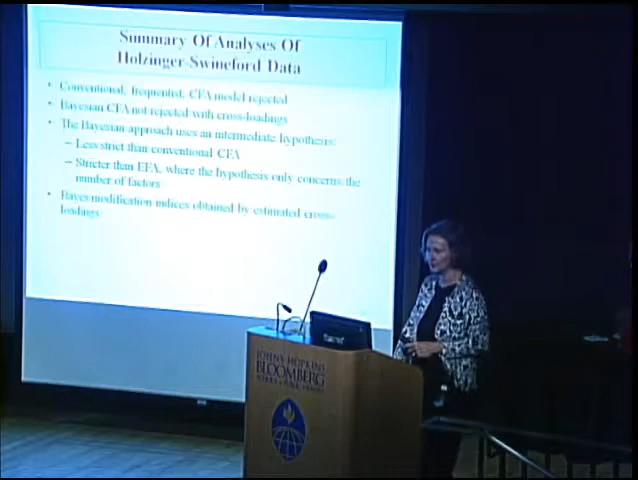 Summary Of Analyses Of
Holzinger-Swineford Data
• Conventional, frequentist, CFA model rejected
• Bayesian CFA not rejected with cross-loadings
• The Bayesian approach uses an intermediate hypothesis:
– Less strict than conventional CFA
– Stricter than EFA, where the hypothesis only concerns the
number of factors
• Bayes modification indices obtained by estimated cross-
loadings
JOHNS HOPKINS
BLOOMBERG